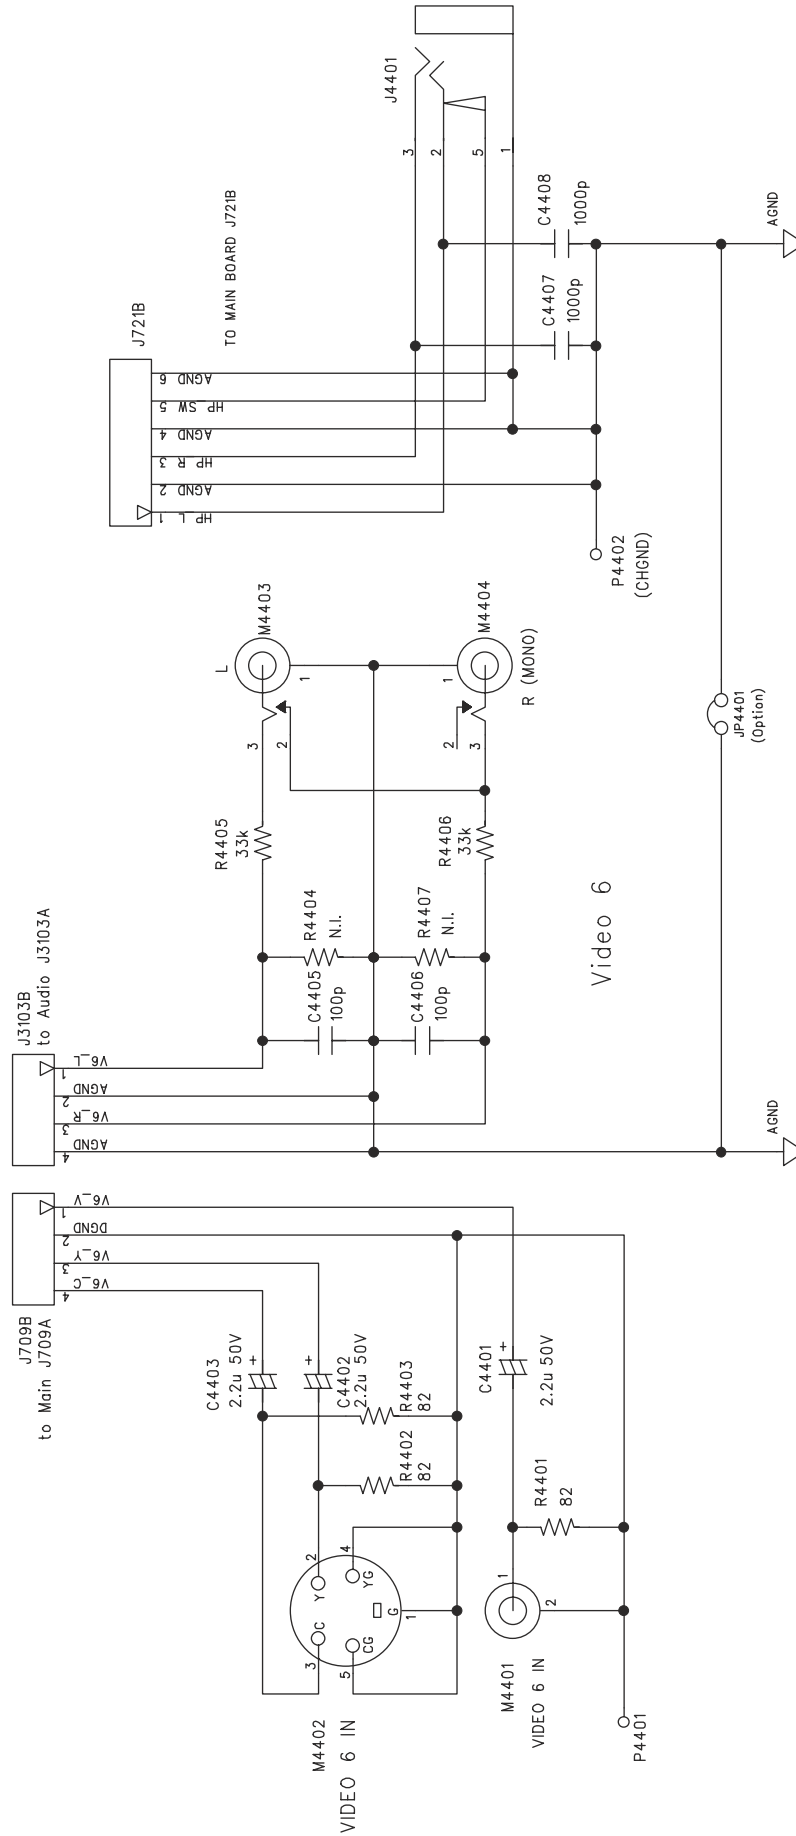 M4402
VIDEO 6 IN
3
C
2
Y
5
CG
4
YG
G
1
C4403
2.2u 50V
+
C4402
2.2u 50V
+
R4403
82
R4402
82
M4401
VIDEO 6 IN
1
2
C4401
2.2u 50V
+
R4401
82
P4401
J709B
to Main J709A
4 V6_C
3 V6_Y
2 DGND
1 V6_V
J3103B
to Audio J3103A
4 AGND
3 V6_R
2 AGND
1 V6_L
C4405
100p
R4404
N.I.
C4406
100p
R4407
N.I.
R4405
33k
R4406
33k
3
2
1
L
M4403
2
3
1
M4404
R (MONO)
Video 6
AGND
JP4401
(Option)
P4402
(CHGND)
J721B
TO MAIN BOARD J721B
1 HP_L
2 AGND
3 HP_R
4 AGND
5 HP_SW
6 AGND
C4407
1000p
C4408
1000p
J4401
3
2
5
1
AGND